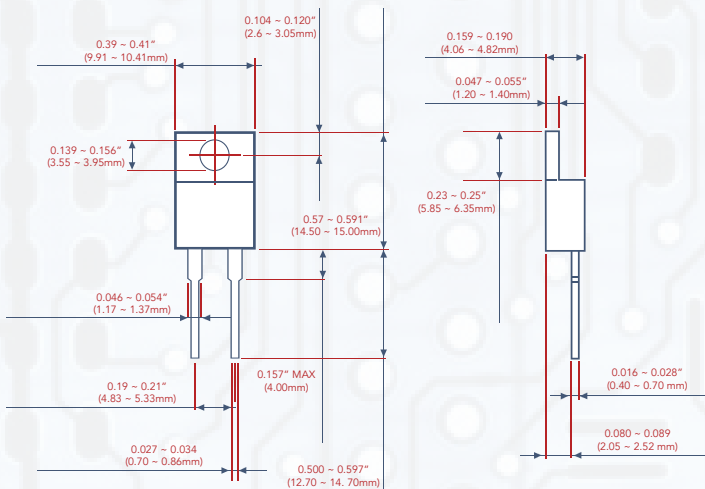 0.104 ~ 0.120"
(2.6 ~ 3.05mm)
0.39 ~ 0.41"
(9.91 ~ 10.41mm)
0.159 ~ 0.190
(4.06 ~ 4.82mm)
0.047 ~ 0.055"
(1.20 ~ 1.40mm)
0.139 ~ 0.156"
(3.55 ~ 3.95mm)
0.23 ~ 0.25"
(5.85 ~ 6.35mm)
0.57 ~ 0.591"
(14.50 ~ 15.00mm)
0.046 ~ 0.054"
(1.17 ~ 1.37mm)
0.157" MAX
(4.00mm)
0.016 ~ 0.028"
(0.40 ~ 0.70 mm)
0.19 ~ 0.21"
(4.83 ~ 5.33mm)
0.080 ~ 0.089
(2.05 ~ 2.52 mm)
0.027 ~ 0.034
(0.70 ~ 0.86mm)
0.500 ~ 0.597"
(12.70 ~ 14. 70mm)